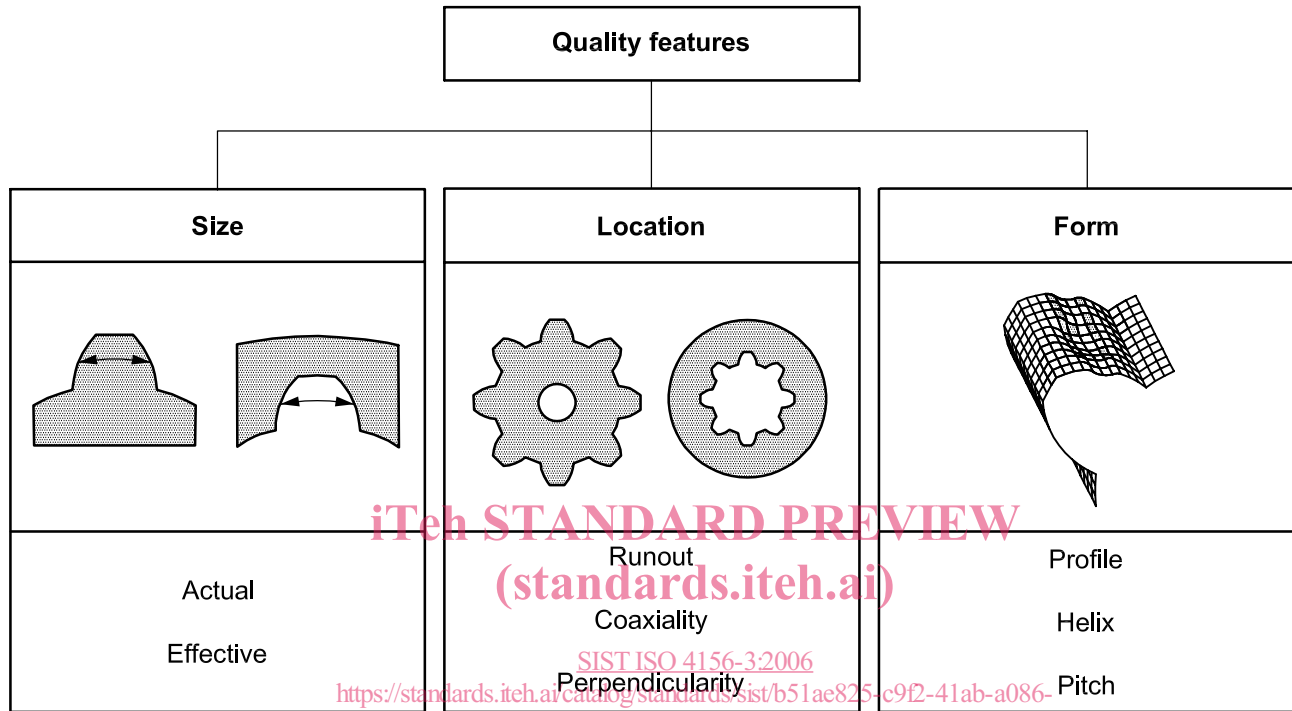 Quality features
Size
Location
Form
iTeh STANDARD PREVIEW
(standards.iteh.ai)
Actual
Effective
Runout
Coaxiality
Perpendicularity
Profile
Helix
Pitch
SIST ISO 4156-3:2006
https://standards.iteh.ai/catalog/standards/sist/b51ae825-c9f2-41ab-a086-